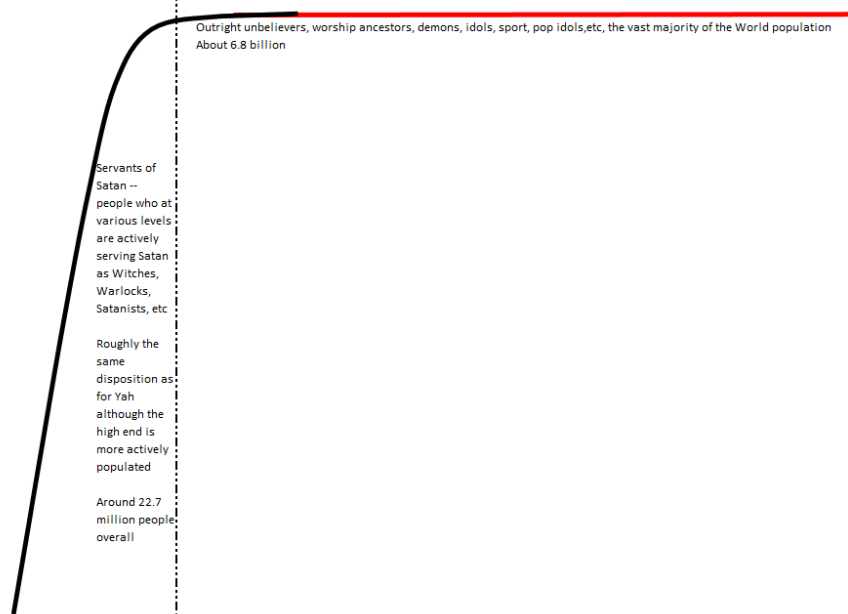 Outright unbelievers, worship ancestors, demons, idols, sport, pop idols,etc, the vast majority of the World population
About 6.8 billion
Servants of
Satan --
people who at
various levels
are actively
serving Satan
as Witches,
Warlocks,
Satanists, etc
Roughly the
same
disposition as
for Yah
although the
high end is
more actively
populated
Around 22.7
million people
overall